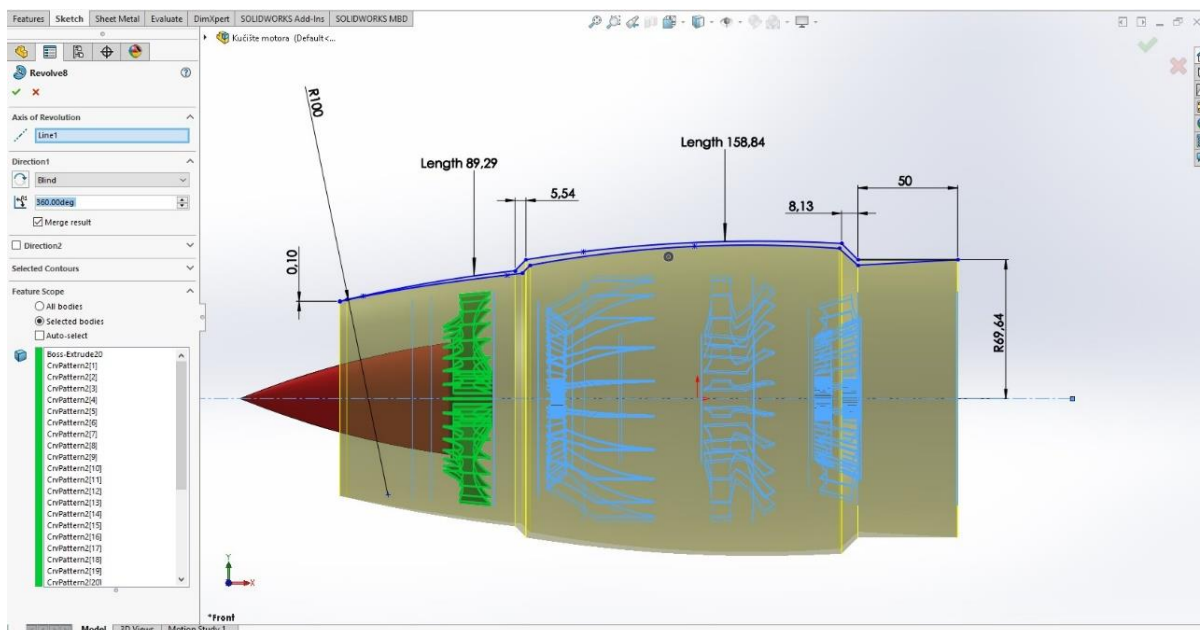 Features Sketch Sheet Metal Evaluate DimXpert SOLIDWORKS Add-Ins SOLIDWORKS MBD
Kućište motora (Default<...
Revolve8
Axis of Revolution
Line1
Direction1
Blind
360.00deg
Merge result
Direction2
Selected Contours
Feature Scope
All bodies
Selected bodies
Auto-select
Boss-Extrude20
CrvPattern2[1]
CrvPattern2[2]
CrvPattern2[3]
CrvPattern2[4]
CrvPattern2[5]
CrvPattern2[6]
CrvPattern2[7]
CrvPattern2[8]
CrvPattern2[9]
CrvPattern2[10]
CrvPattern2[11]
CrvPattern2[12]
CrvPattern2[13]
CrvPattern2[14]
CrvPattern2[15]
CrvPattern2[16]
CrvPattern2[17]
CrvPattern2[18]
CrvPattern2[19]
CrvPattern2[20]
R100
Length 89,29
Length 158,84
5,54
8,13
50
0,10
R69,64
Y
X
*Front
Model 3D Views Motion Study 1